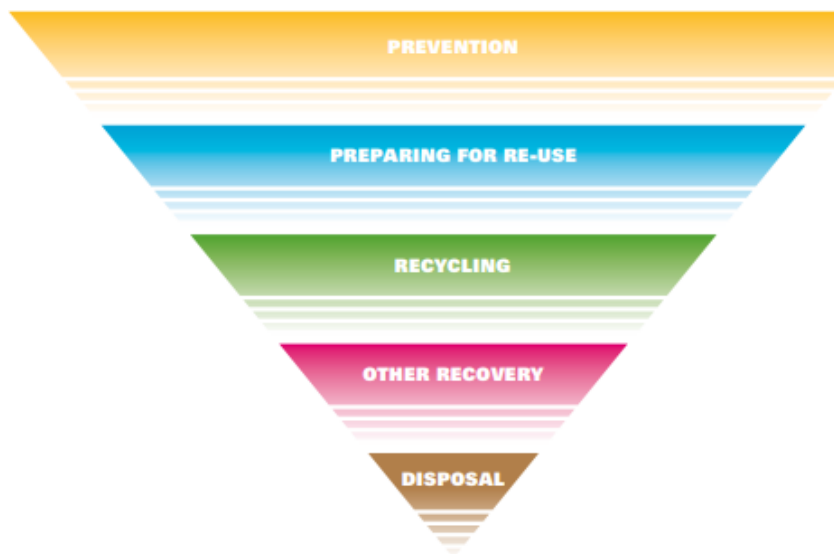 PREVENTION
PREPARING FOR RE-USE
RECYCLING
OTHER RECOVERY
DISPOSAL